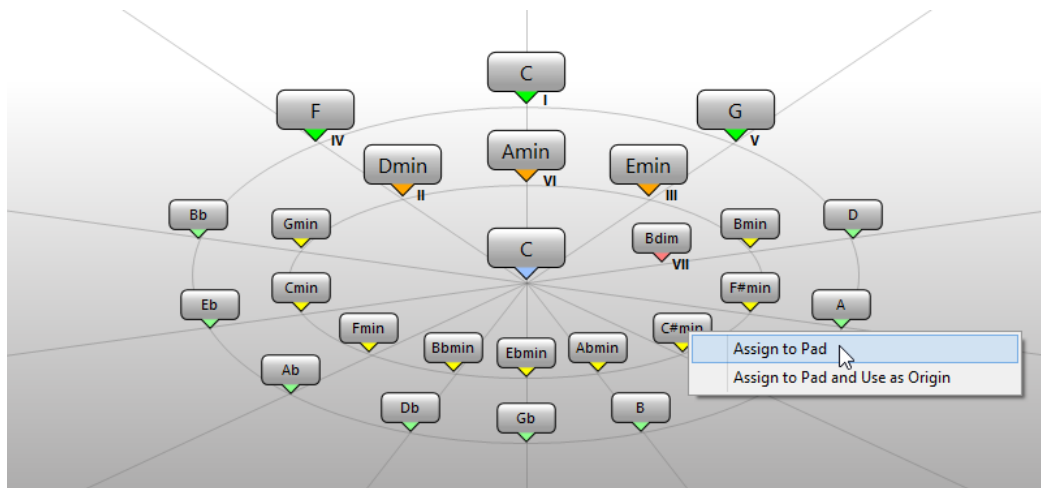 C
I
F
IV
G
V
Amin
VI
Dmin
II
Emin
III
Bb
Gmin
Bmin
D
C
Bdim
VII
Eb
Cmin
F#min
A
Fmin
C#min
Bbmin
Ebmin
Abmin
Assign to Pad
Assign to Pad and Use as Origin
Ab
Db
Gb
B